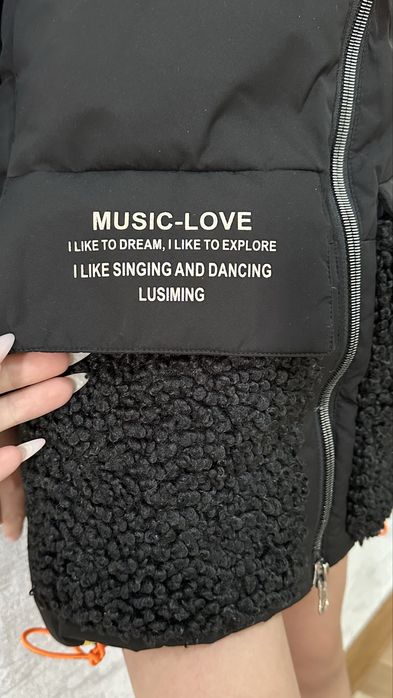 MUSIC-LOVE
I LIKE TO DREAM, I LIKE TO EXPLORE
I LIKE SINGING AND DANCING
LUSIMING